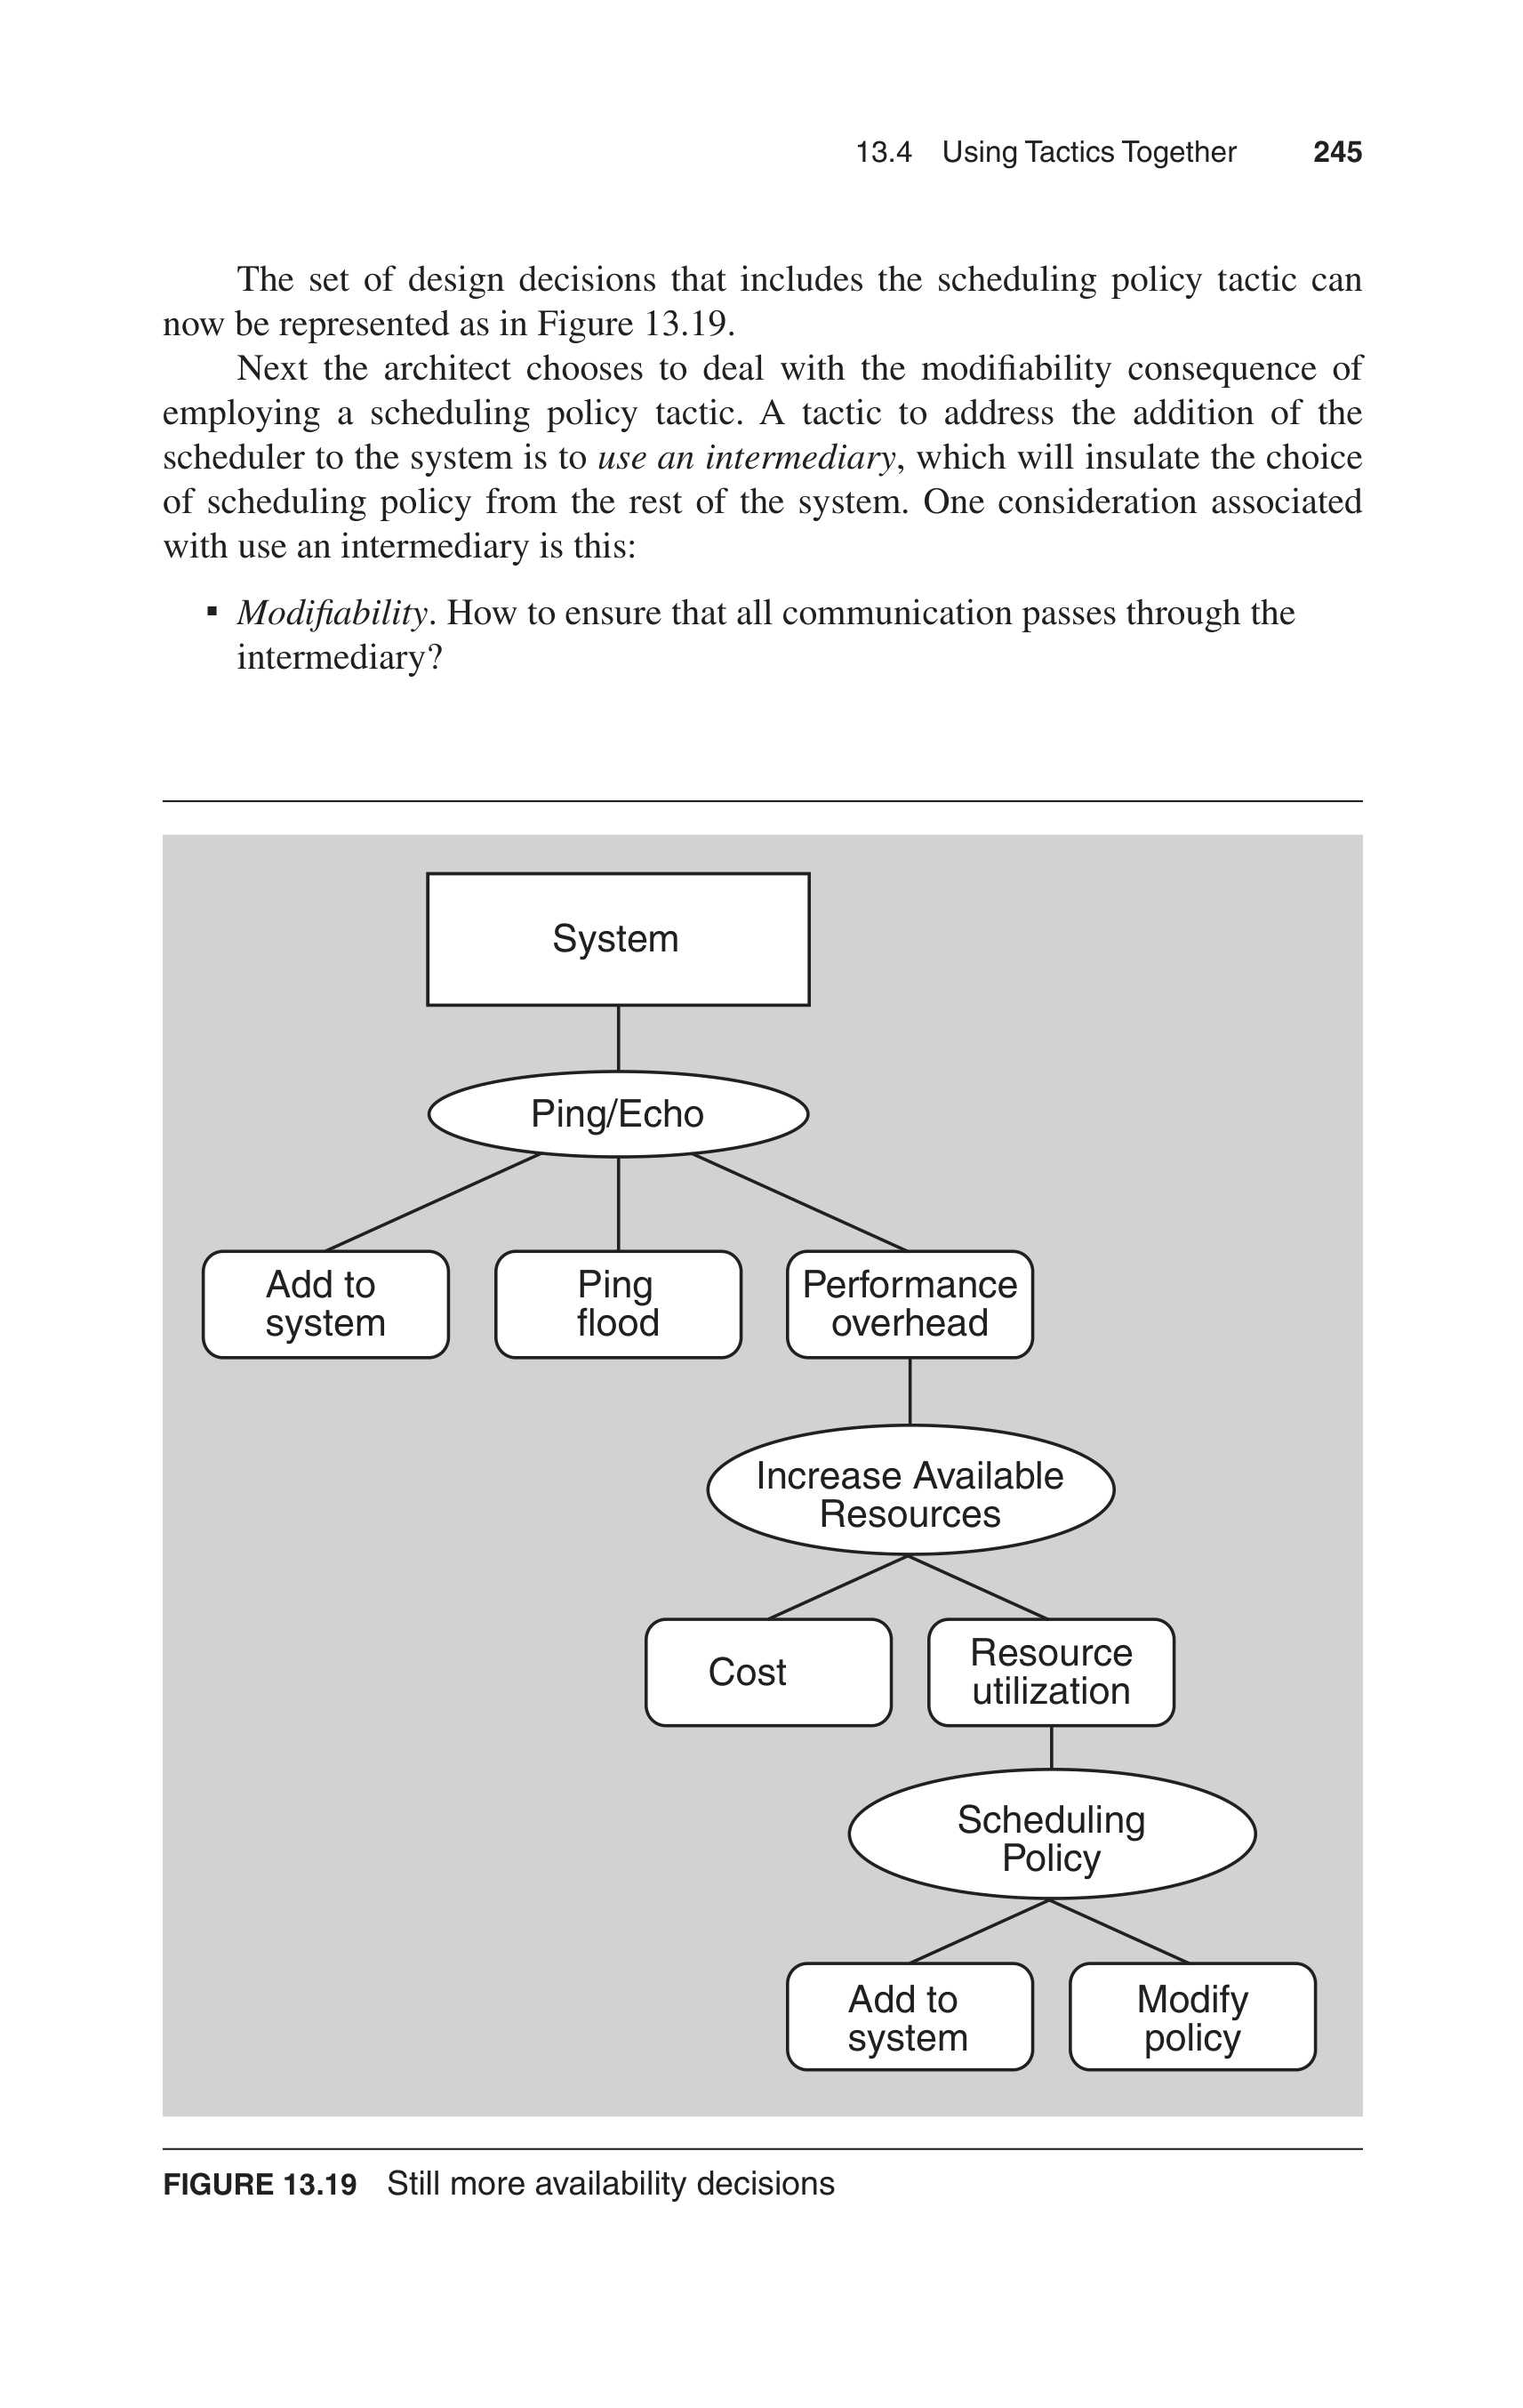 13.4 Using Tactics Together 245
The set of design decisions that includes the scheduling policy tactic can
now be represented as in Figure 13.19.
Next the architect chooses to deal with the modifiability consequence of
employing a scheduling policy tactic. A tactic to address the addition of the
scheduler to the system is to use an intermediary, which will insulate the choice
of scheduling policy from the rest of the system. One consideration associated
with use an intermediary is this:
▪ Modifiability. How to ensure that all communication passes through the
intermediary?
System
Ping/Echo
Add to
system
Ping
flood
Performance
overhead
Increase Available
Resources
Cost
Resource
utilization
Scheduling
Policy
Add to
system
Modify
policy
FIGURE 13.19 Still more availability decisions